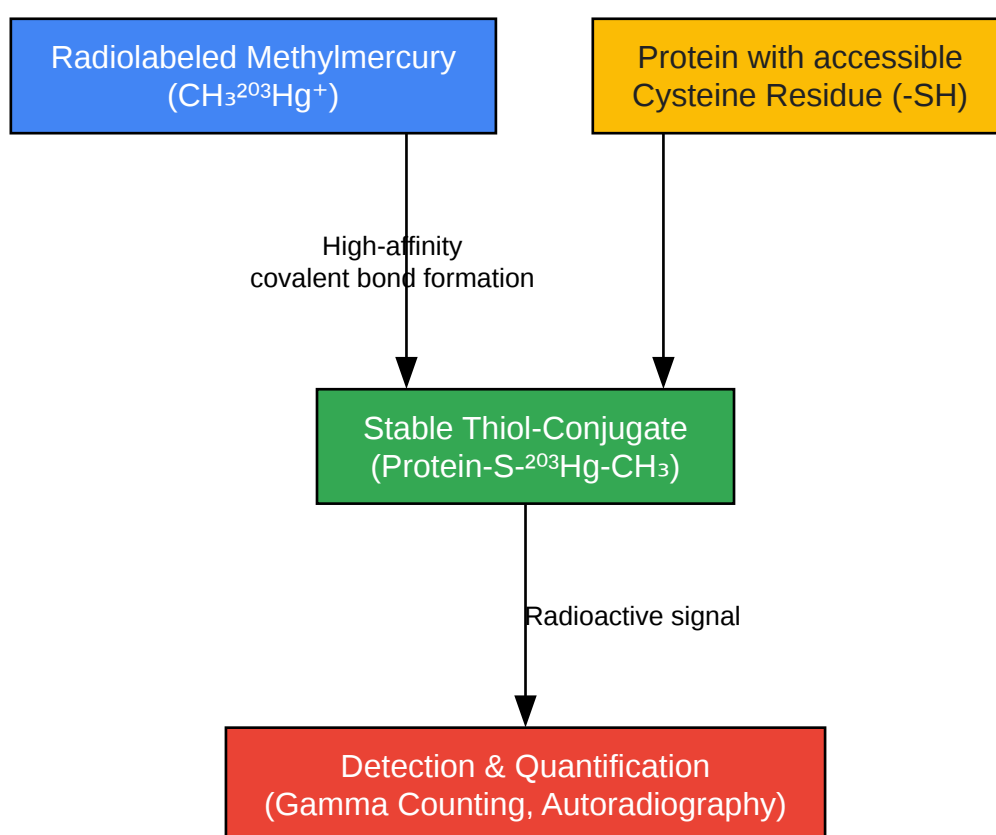 Radiolabeled Methylmercury
(CH₃²⁰³Hg⁺)
Protein with accessible
Cysteine Residue (-SH)
High-affinity
covalent bond formation
Stable Thiol-Conjugate
(Protein-S-²⁰³Hg-CH₃)
Radioactive signal
Detection & Quantification
(Gamma Counting, Autoradiography)